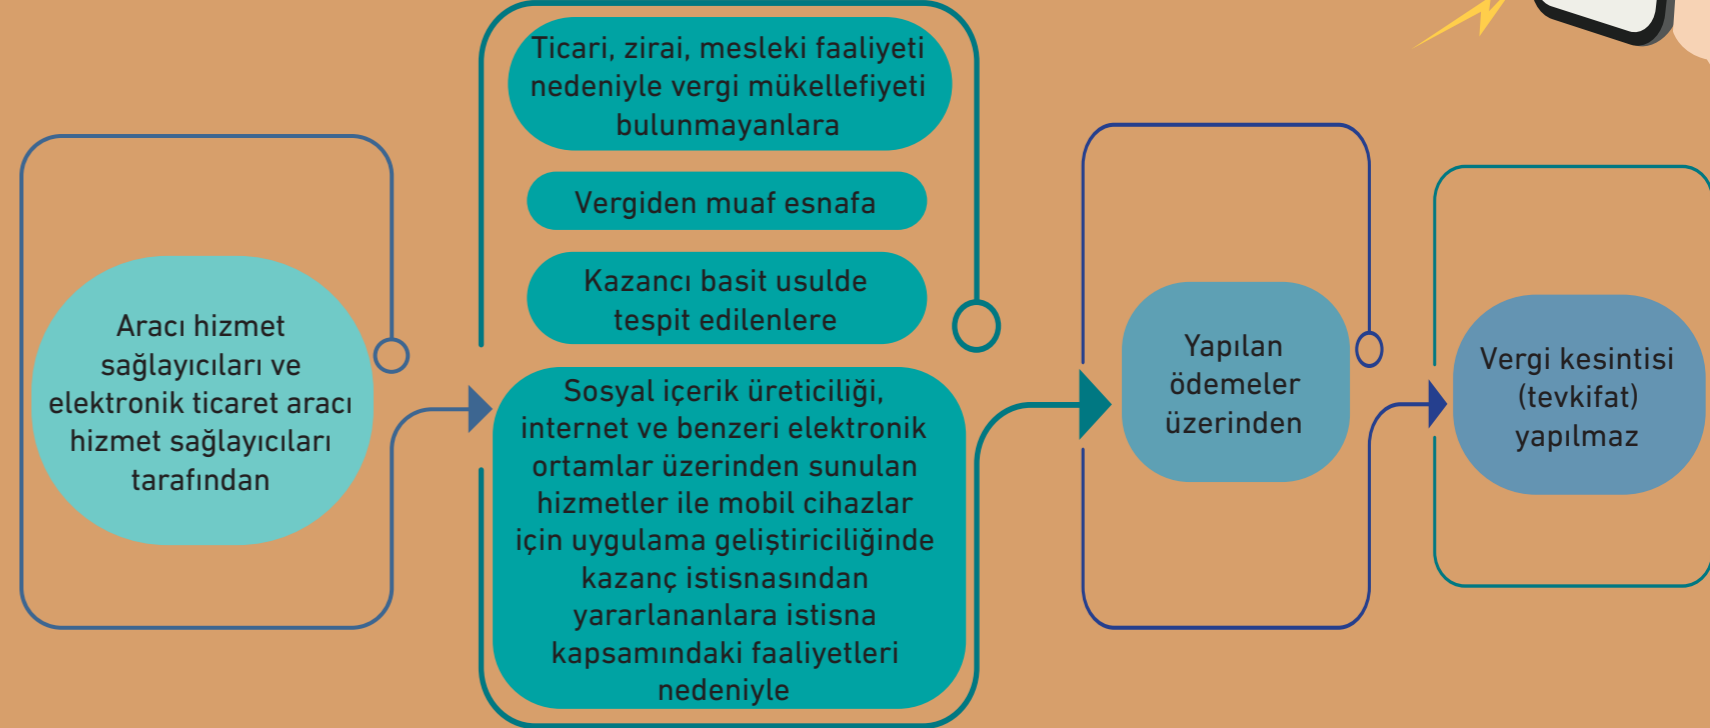 Aracı hizmet
sağlayıcıları ve
elektronik ticaret aracı
hizmet sağlayıcıları
tarafından
Ticari, zirai, mesleki faaliyeti
nedeniyle vergi mükellefiyeti
bulunmayanlara
Vergiden muaf esnafa
Kazancı basit usulde
tespit edilenlere
Sosyal içerik üreticiliği,
internet ve benzeri elektronik
ortamlar üzerinden sunulan
hizmetler ile mobil cihazlar
için uygulama geliştiriciliğinde
kazanç istisnasından
yararlananlara istisna
kapsamındaki faaliyetleri
nedeniyle
Yapılan
ödemeler
üzerinden
Vergi kesintisi
(tevkifat)
yapılmaz